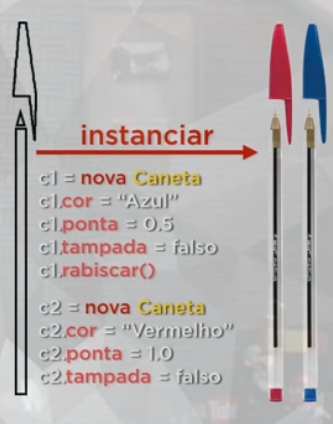 instanciar
c1 = nova Caneta
c1.cor = "Azul"
c1.ponta = 0.5
c1.tampada = falso
c1.rabiscar()
c2 = nova Caneta
c2.cor = "Vermelho"
c2.ponta = 1.0
c2.tampada = falso